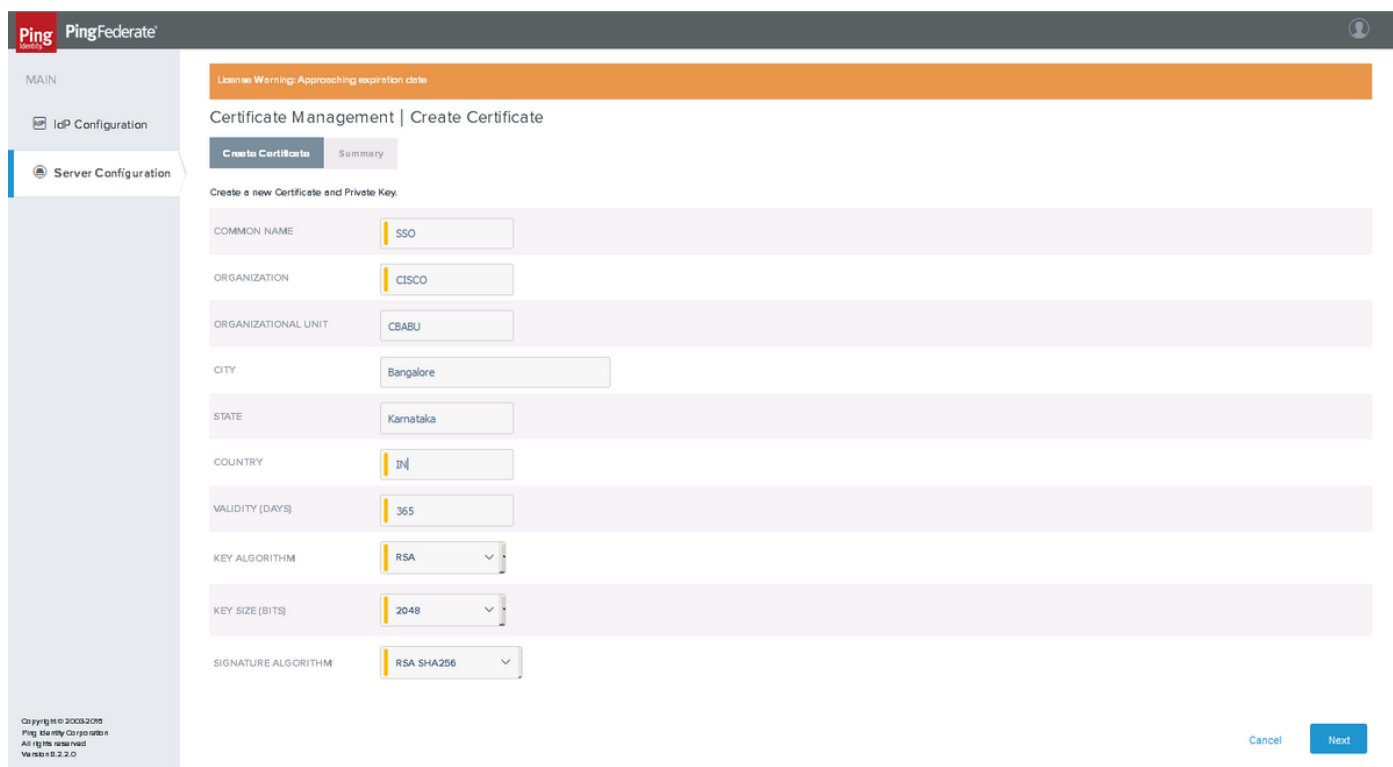 Ping
Identity
PingFederate®
MAIN
License Warning: Approaching expiration date
IdP Configuration
Certificate Management | Create Certificate
Create Certificate
Summary
Server Configuration
Create a new Certificate and Private Key.
COMMON NAME
SSO
ORGANIZATION
CISCO
ORGANIZATIONAL UNIT
CBABU
CITY
Bangalore
STATE
Karnataka
COUNTRY
IN
VALIDITY (DAYS)
365
KEY ALGORITHM
RSA
KEY SIZE (BITS)
2048
SIGNATURE ALGORITHM
RSA SHA256
Copyright © 2003-2016
Ping Identity Corporation
All rights reserved
Version 8.2.2.0
Cancel
Next